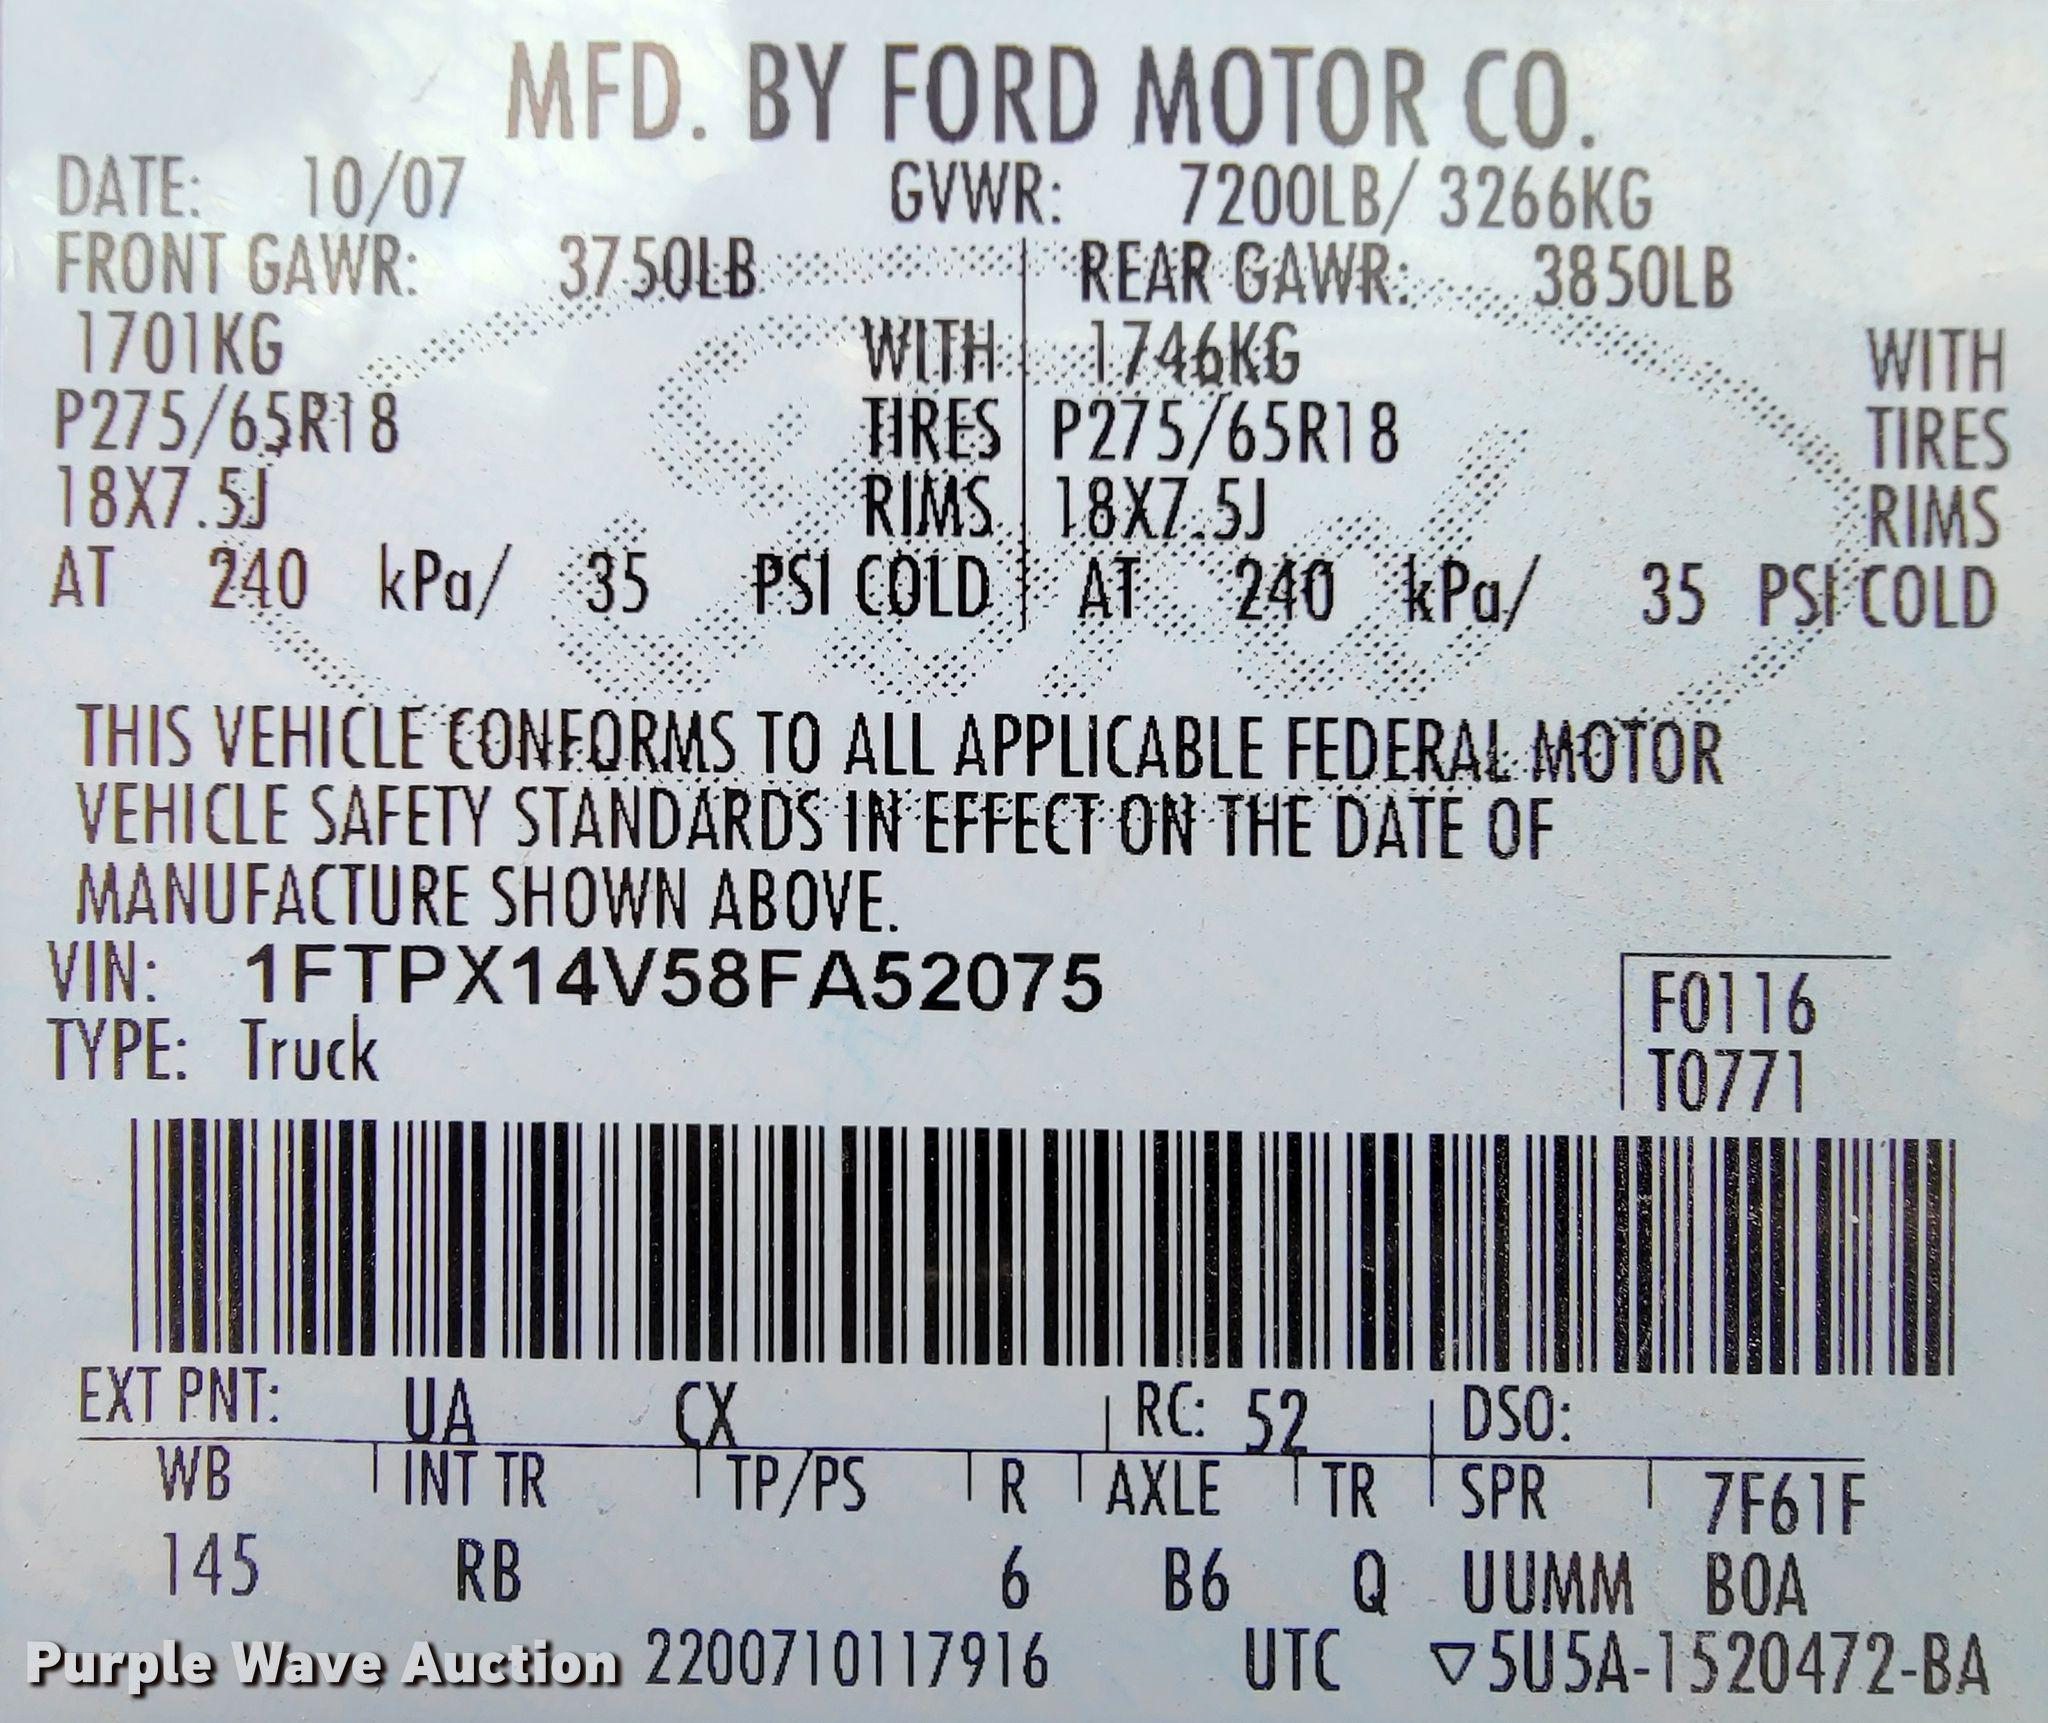 MFD. BY FORD MOTOR CO.
DATE: 10/07 GVWR: 7200LB/ 3266KG
FRONT GAWR: 3750LB REAR GAWR: 3850LB
1701KG WITH 1746KG WITH
P275/65R18 TIRES P275/65R18 TIRES
18X7.5J RIMS 18X7.5J RIMS
AT 240 kPa/ 35 PSI COLD AT 240 kPa/ 35 PSI COLD
THIS VEHICLE CONFORMS TO ALL APPLICABLE FEDERAL MOTOR
VEHICLE SAFETY STANDARDS IN EFFECT ON THE DATE OF
MANUFACTURE SHOWN ABOVE.
VIN: 1FTPX14V58FA52075 F0116
TYPE: Truck T0771
EXT PNT: UA CX RC: 52 DSO:
WB INT TR TP/PS R AXLE TR SPR 7F61F
145 RB 6 B6 Q UUMM BOA
Purple Wave Auction 2200710117916 UTC ▽5U5A-1520472-BA